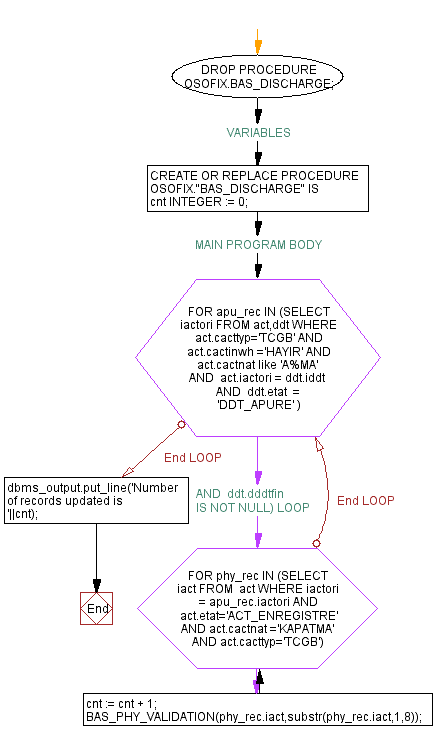 DROP PROCEDURE
OSOFIX.BAS_DISCHARGE;
VARIABLES
CREATE OR REPLACE PROCEDURE
OSOFIX."BAS_DISCHARGE" IS
cnt INTEGER := 0;
MAIN PROGRAM BODY
FOR apu_rec IN (SELECT
iactori FROM act,ddt WHERE
act.cacttyp='TCGB' AND
act.cactinwh ='HAYIR' AND
act.cactnat like 'A%MA'
AND act.iactori = ddt.iddt
AND ddt.etat =
'DDT_APURE' )
End LOOP
dbms_output.put_line('Number
of records updated is
'||cnt);
AND ddt.dddtfin
IS NOT NULL) LOOP
End LOOP
FOR phy_rec IN (SELECT
iact FROM act WHERE iactori
= apu_rec.iactori AND
act.etat='ACT_ENREGISTRE'
AND act.cactnat ='KAPATMA'
AND act.cacttyp='TCGB')
End
cnt := cnt + 1;
BAS_PHY_VALIDATION(phy_rec.iact,substr(phy_rec.iact,1,8));